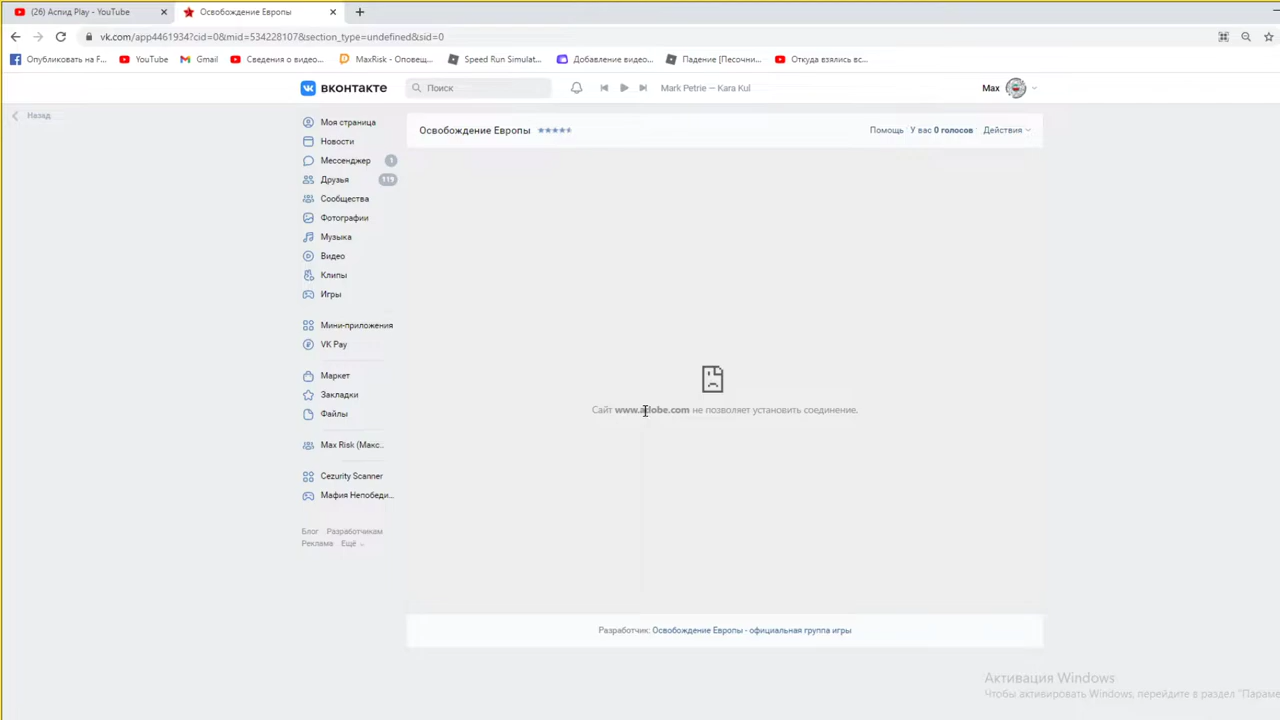 (26) Аспид Play - YouTube
Освобождение Европы
vk.com/app4461934?cid=0&mid=534228107&section_type=undefined&sid=0
Опубликовать на F...
YouTube
Gmail
Сведения о видео...
MaxRisk - Оповещ...
Speed Run Simulat...
Добавление видео...
Падение [Песочни...
Откуда взялись вс...
вконтакте
Поиск
Mark Petrie — Kara Kul
Max
Назад
Моя страница
Новости
Мессенджер 1
Друзья 119
Сообщества
Фотографии
Музыка
Видео
Клипы
Игры
Мини-приложения
VK Pay
Маркет
Закладки
Файлы
Max Risk (Макс..
Cezurity Scanner
Мафия Непобеди...
Блог Разработчикам
Реклама Ещё
Освобождение Европы
Помощь У вас 0 голосов Действия
Сайт www.adobe.com не позволяет установить соединение.
Разработчик: Освобождение Европы - официальная группа игры
Активация Windows
Чтобы активировать Windows, перейдите в раздел "Параме